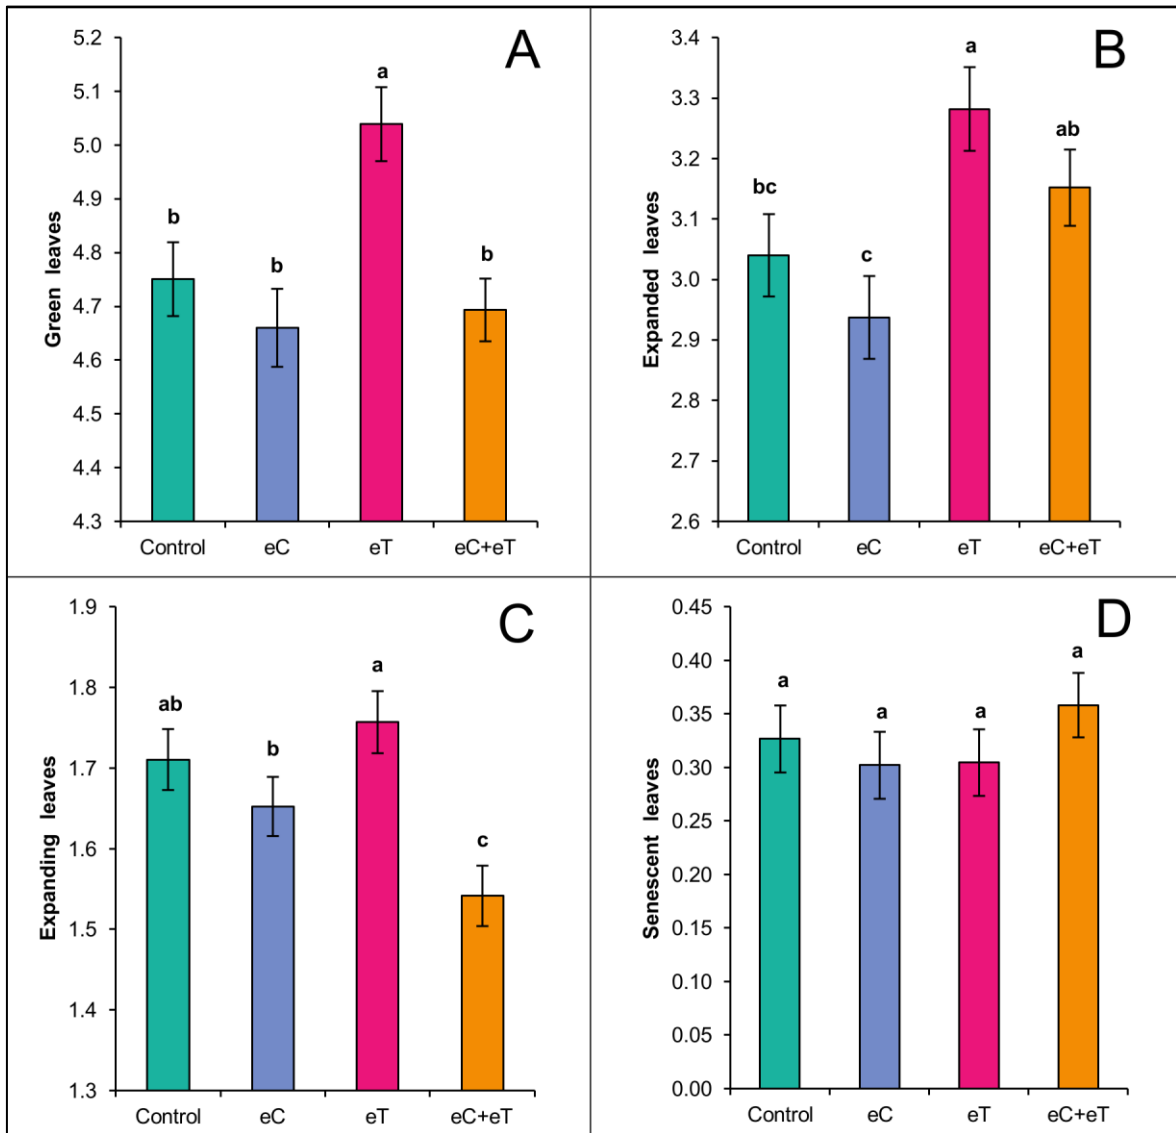 A
Green leaves
5.2
5.1
5.0
4.9
4.8
4.7
4.6
4.5
4.4
4.3
b
b
a
b
Control eC eT eC+eT
B
Expanded leaves
3.4
3.3
3.2
3.1
3.0
2.9
2.8
2.7
2.6
bc
c
a
ab
Control eC eT eC+eT
C
Expanding leaves
1.9
1.8
1.7
1.6
1.5
1.4
1.3
ab
b
a
c
Control eC eT eC+eT
D
Senescent leaves
0.45
0.40
0.35
0.30
0.25
0.20
0.15
0.10
0.05
0.00
a
a
a
a
Control eC eT eC+eT